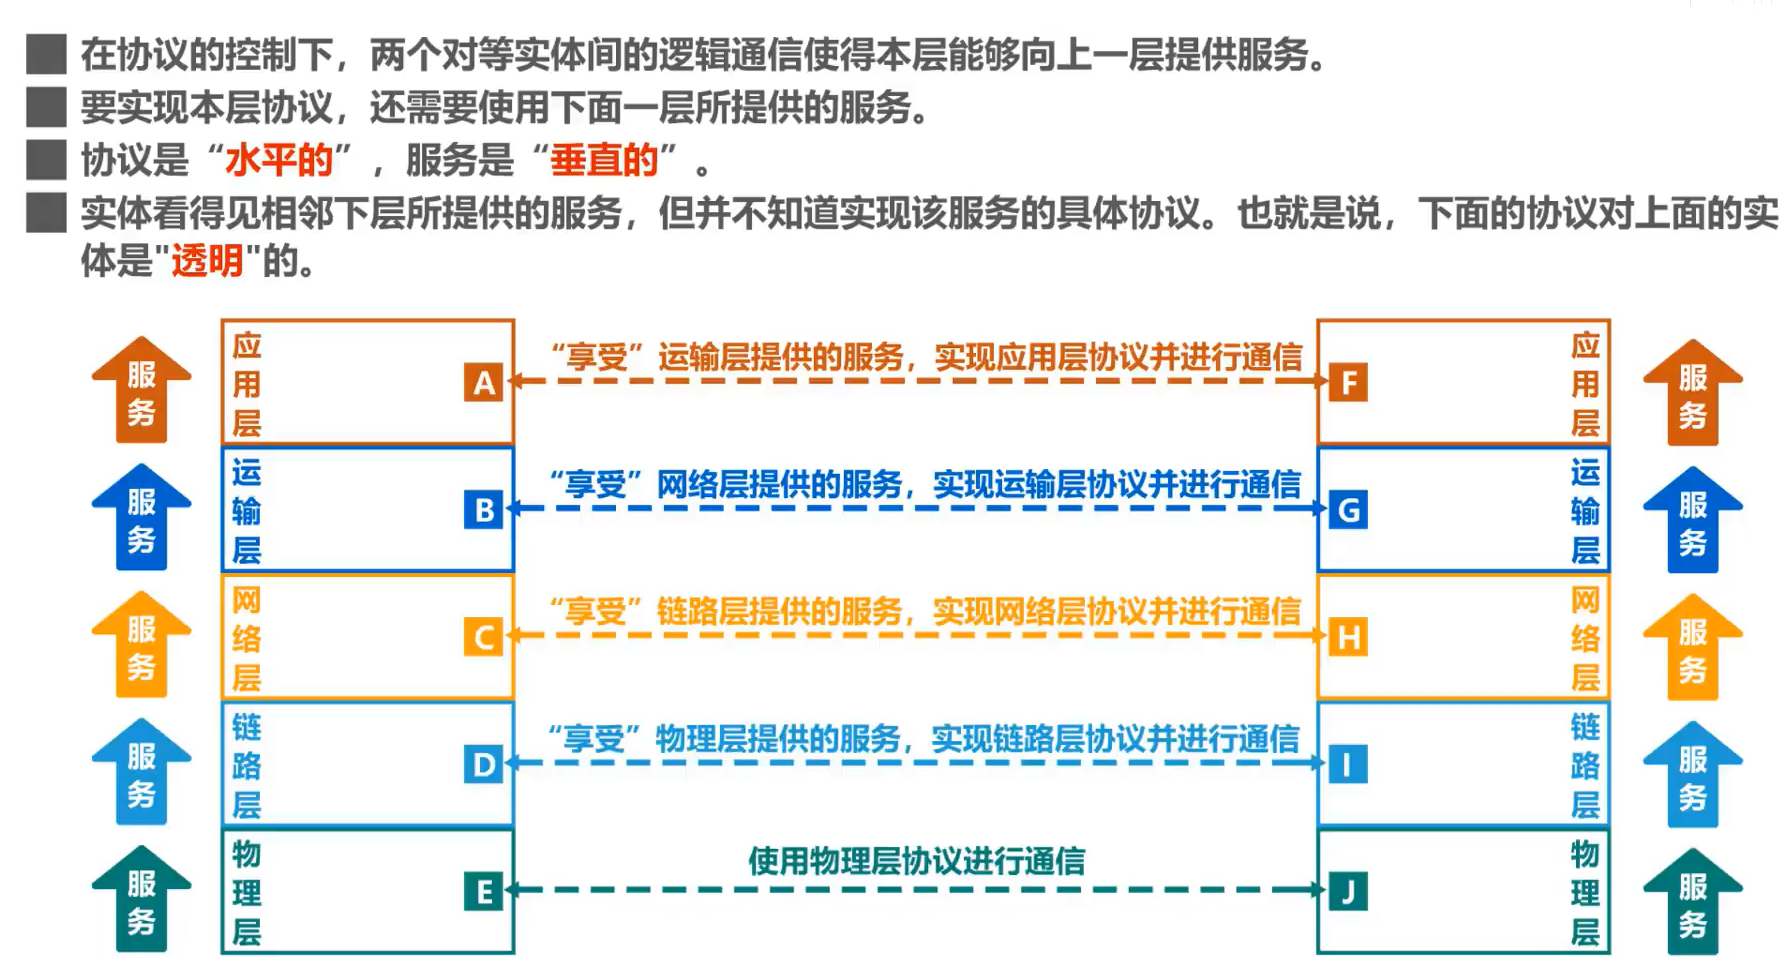 在协议的控制下，两个对等实体间的逻辑通信使得本层能够向上一层提供服务。
要实现本层协议，还需要使用下面一层所提供的服务。
协议是“水平的”，服务是“垂直的”。
实体看得见相邻下层所提供的服务，但并不知道实现该服务的具体协议。也就是说，下面的协议对上面的实
体是"透明"的。
服务
应用层
A
“享受”运输层提供的服务，实现应用层协议并进行通信
F
应用层
服务
服务
运输层
B
“享受”网络层提供的服务，实现运输层协议并进行通信
G
运输层
服务
服务
网络层
C
“享受”链路层提供的服务，实现网络层协议并进行通信
H
网络层
服务
服务
链路层
D
“享受”物理层提供的服务，实现链路层协议并进行通信
I
链路层
服务
服务
物理层
E
使用物理层协议进行通信
J
物理层
服务